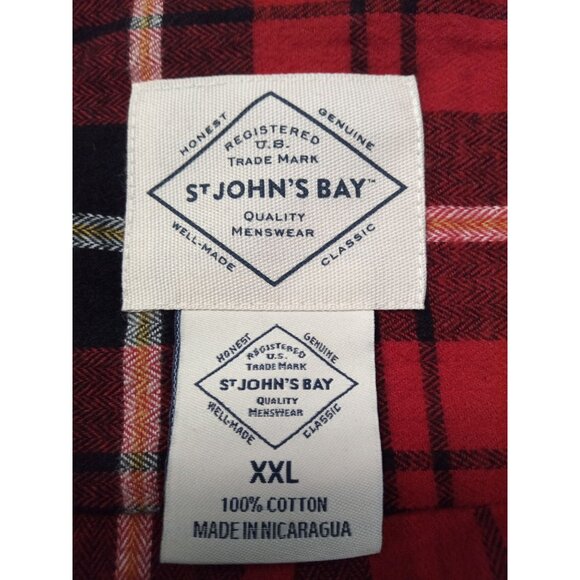 HONEST
GENUINE
REGISTERED
U.S.
TRADE MARK
ST JOHN'S BAY™
QUALITY
MENSWEAR
WELL-MADE
CLASSIC
HONEST
GENUINE
REGISTERED
U.S.
TRADE MARK
ST JOHN'S BAY
QUALITY
MENSWEAR
WELL-MADE
CLASSIC
XXL
100% COTTON
MADE IN NICARAGUA